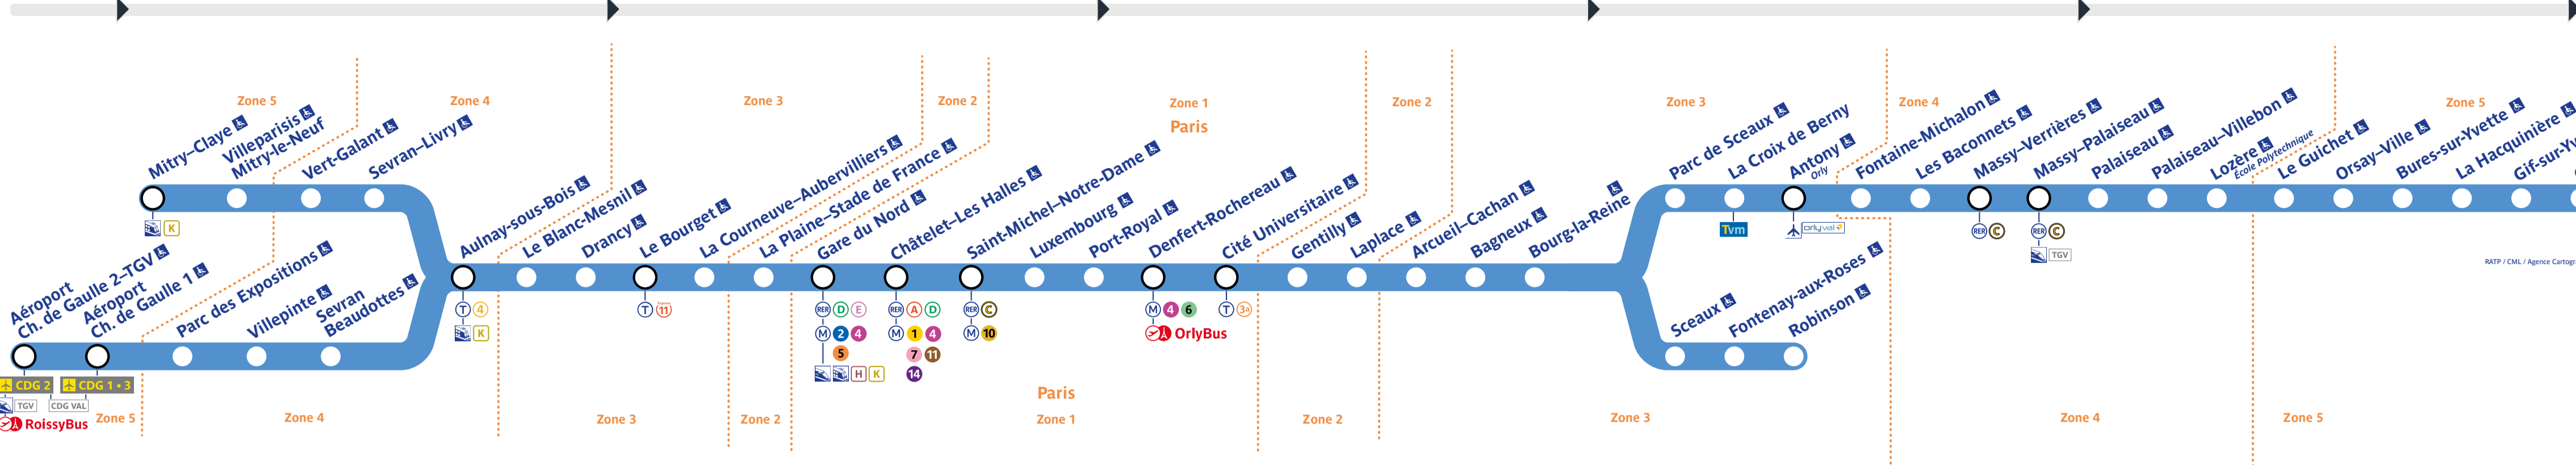 Zone 5
Zone 4
Zone 3
Zone 2
Zone 1
Paris
Zone 2
Zone 3
Zone 4
Zone 5
Mitry–Claye
Villeparisis
Mitry-le-Neuf
Vert-Galant
Sevran–Livry
K
Aéroport
Ch. de Gaulle 2–TGV
Aéroport
Ch. de Gaulle 1
Parc des Expositions
Villepinte
Sevran
Beaudottes
CDG 2
CDG 1 • 3
TGV
CDG VAL
RoissyBus
Aulnay-sous-Bois
T 4
K
Le Blanc-Mesnil
Drancy
Le Bourget
T 11
La Courneuve–Aubervilliers
La Plaine–Stade de France
Gare du Nord
RER D E
M 2 4
5
H K
Châtelet–Les Halles
RER A D
M 1 4
7 11
14
Saint-Michel–Notre-Dame
RER C
M 10
Luxembourg
Port-Royal
Denfert-Rochereau
M 4 6
OrlyBus
Cité Universitaire
T 3a
Gentilly
Laplace
Arcueil–Cachan
Bagneux
Bourg-la-Reine
Parc de Sceaux
La Croix de Berny
Tvm
Antony
Orly
orlyval
Fontaine-Michalon
Les Baconnets
Massy–Verrières
RER C
Massy–Palaiseau
RER C
TGV
Palaiseau
Palaiseau–Villebon
Lozère
École Polytechnique
Le Guichet
Orsay–Ville
Bures-sur-Yvette
La Hacquinière
Gif-sur-Yv
Sceaux
Fontenay-aux-Roses
Robinson
RATP / CML / Agence Cartogr
Zone 5
Zone 4
Zone 3
Zone 2
Paris
Zone 1
Zone 2
Zone 3
Zone 4
Zone 5